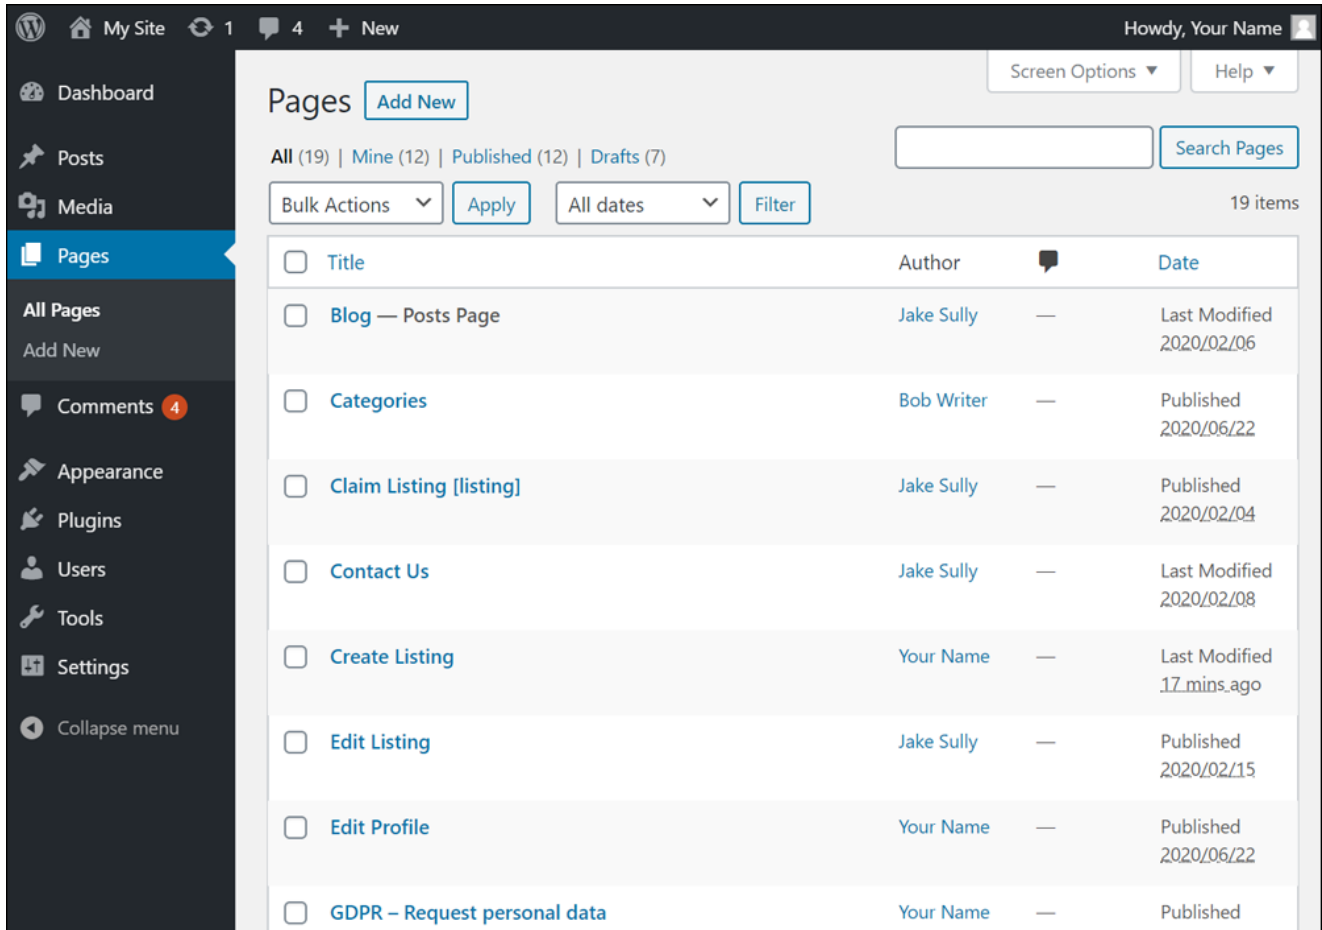 My Site 1 4 New Howdy, Your Name
Screen Options Help
Dashboard
Posts
Media
Pages
All Pages
Add New
Comments 4
Appearance
Plugins
Users
Tools
Settings
Collapse menu
Pages Add New
All (19) | Mine (12) | Published (12) | Drafts (7)
Search Pages
Bulk Actions Apply All dates Filter 19 items
Title Author Date
Blog — Posts Page Jake Sully — Last Modified
2020/02/06
Categories Bob Writer — Published
2020/06/22
Claim Listing [listing] Jake Sully — Published
2020/02/04
Contact Us Jake Sully — Last Modified
2020/02/08
Create Listing Your Name — Last Modified
17 mins ago
Edit Listing Jake Sully — Published
2020/02/15
Edit Profile Your Name — Published
2020/06/22
GDPR – Request personal data Your Name — Published